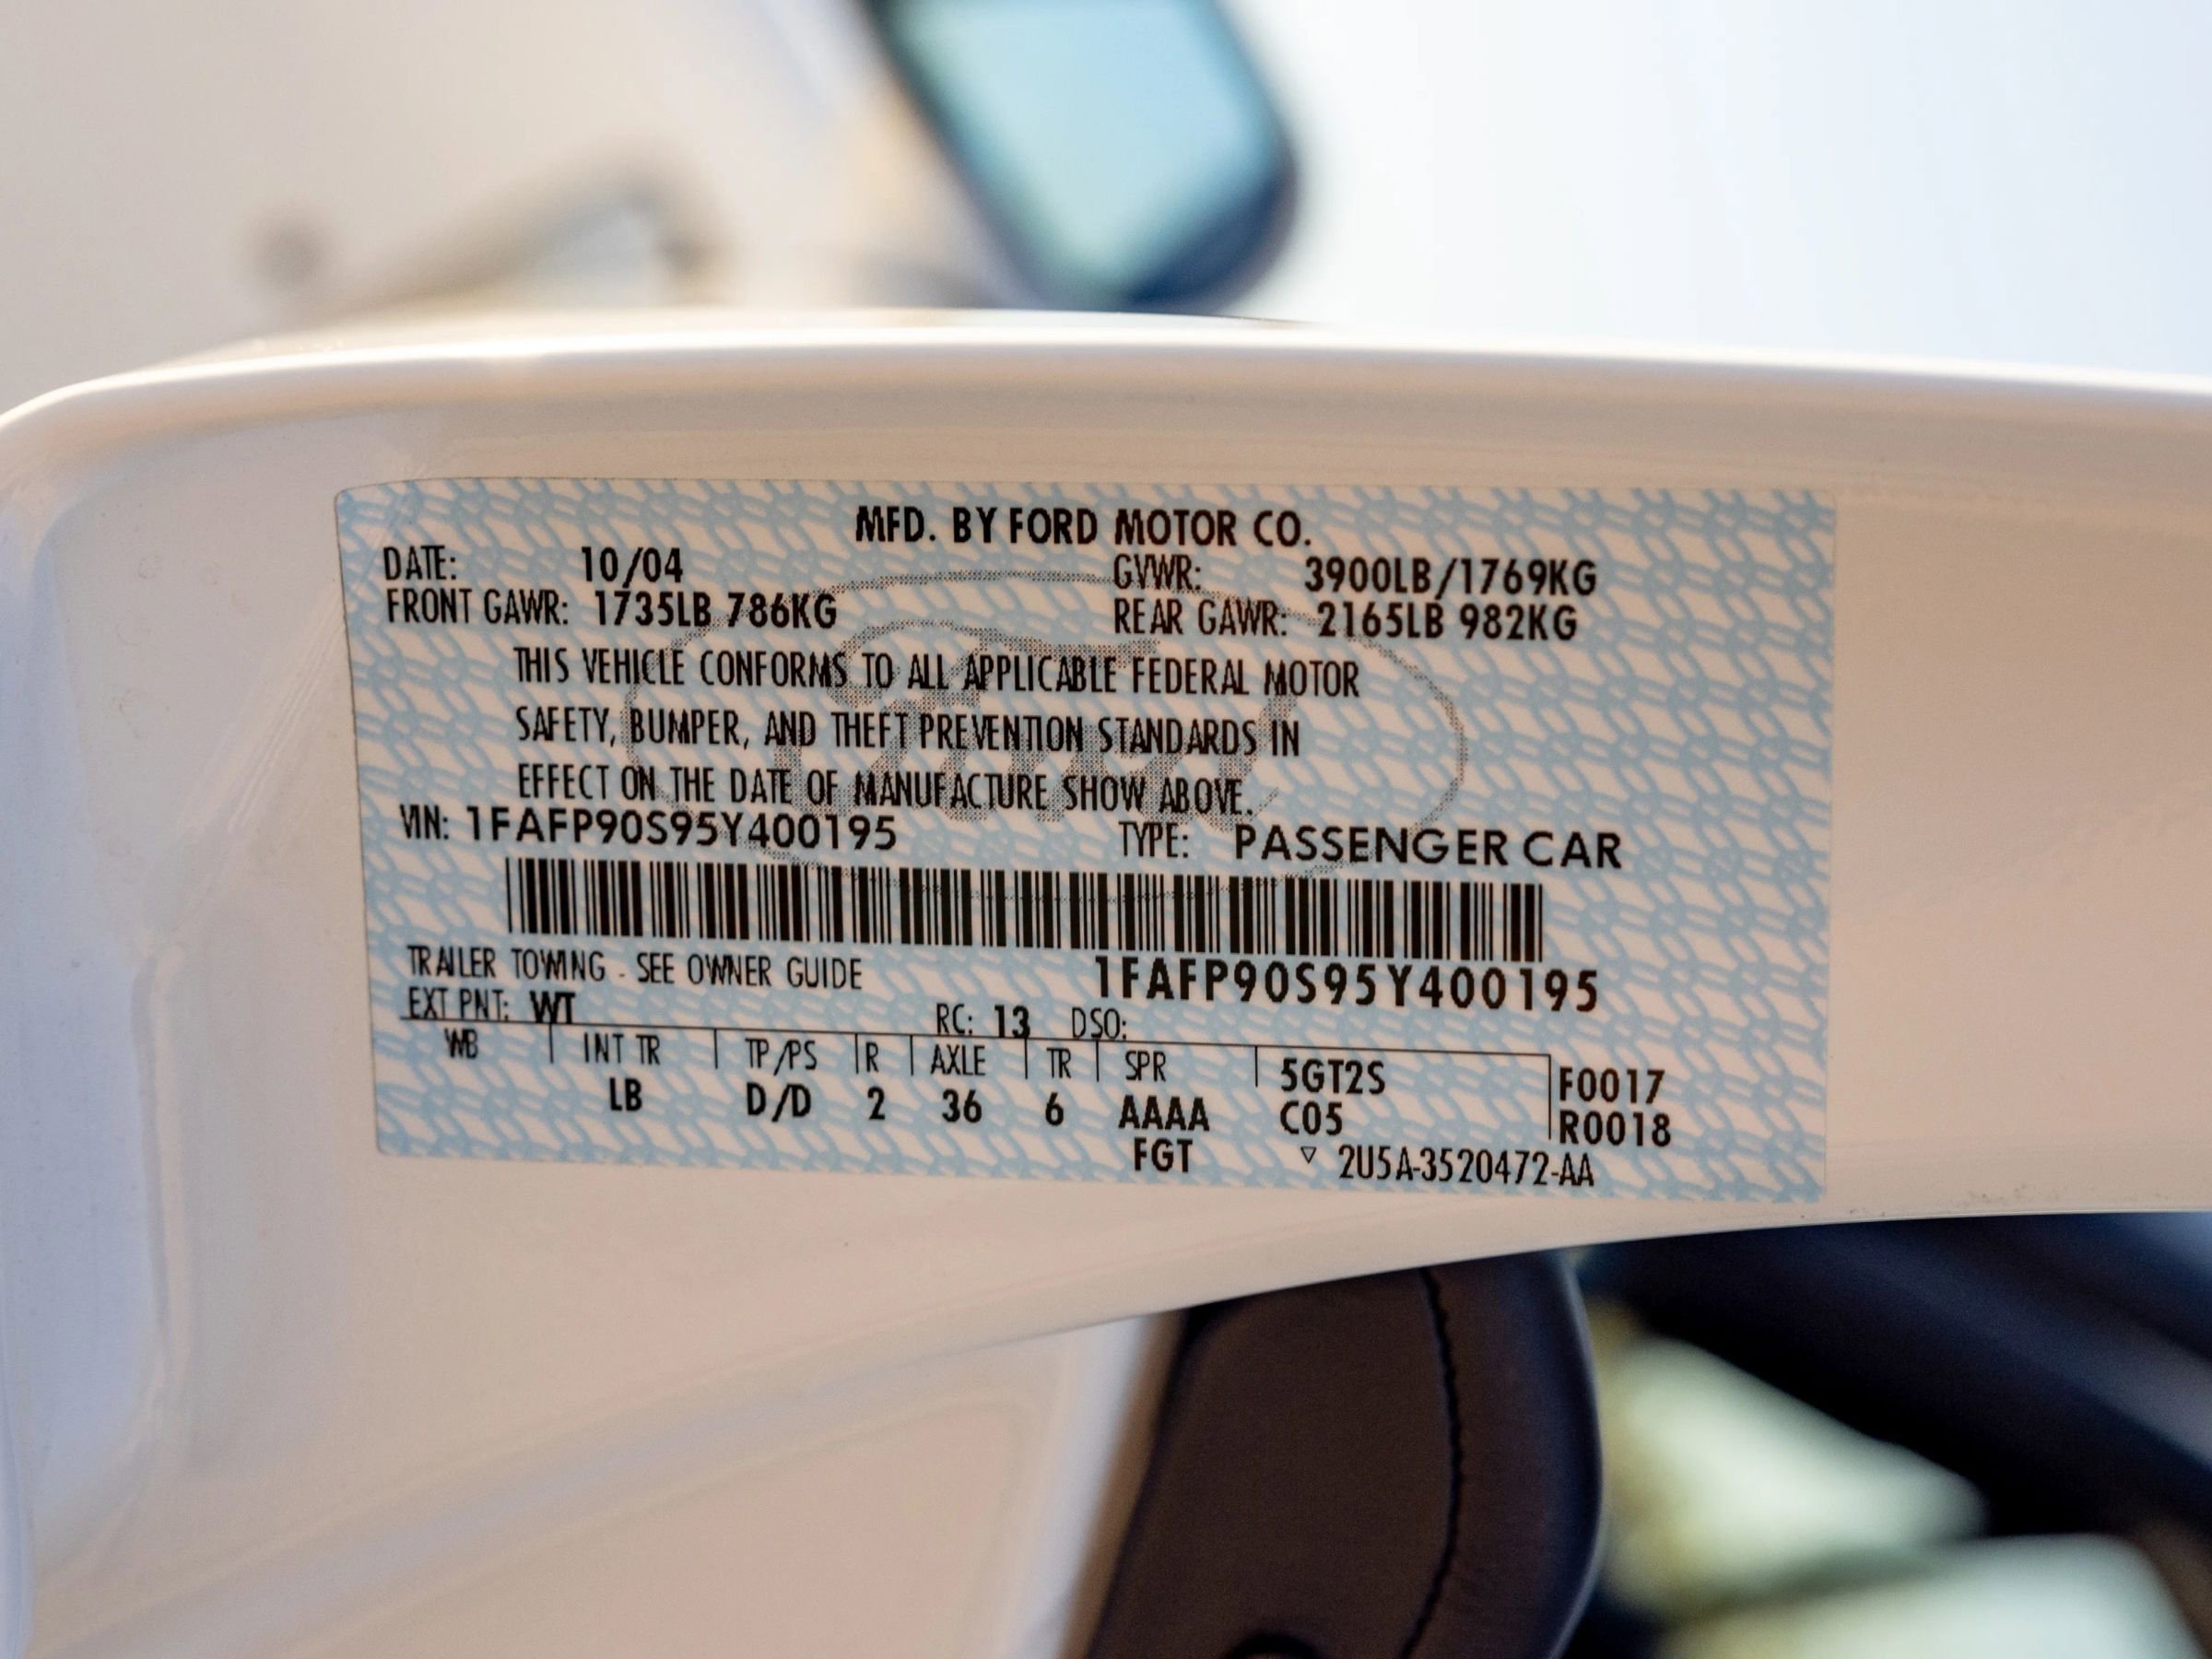 MFD. BY FORD MOTOR CO.
DATE: 10/04 GVWR: 3900LB/1769KG
FRONT GAWR: 1735LB 786KG REAR GAWR: 2165LB 982KG
THIS VEHICLE CONFORMS TO ALL APPLICABLE FEDERAL MOTOR
SAFETY, BUMPER, AND THEFT PREVENTION STANDARDS IN
EFFECT ON THE DATE OF MANUFACTURE SHOW ABOVE.
VIN: 1FAFP90S95Y400195 TYPE: PASSENGER CAR
TRAILER TOWING - SEE OWNER GUIDE 1FAFP90S95Y400195
EXT PNT: WT RC: 13 DSO:
WB INT TR TP/PS R AXLE TR SPR 5GT2S F0017
LB D/D 2 36 6 AAAA C05 R0018
FGT ▽ 2U5A-3520472-AA
Ford